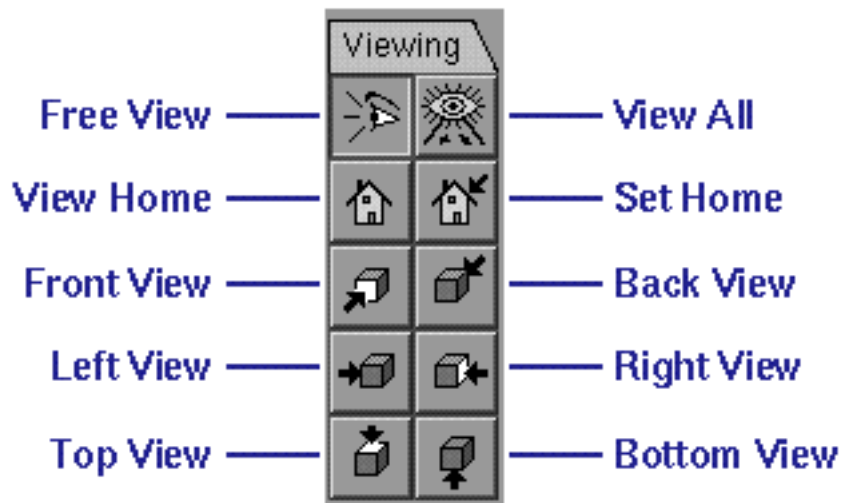 Viewing
Free View
View All
View Home
Set Home
Front View
Back View
Left View
Right View
Top View
Bottom View